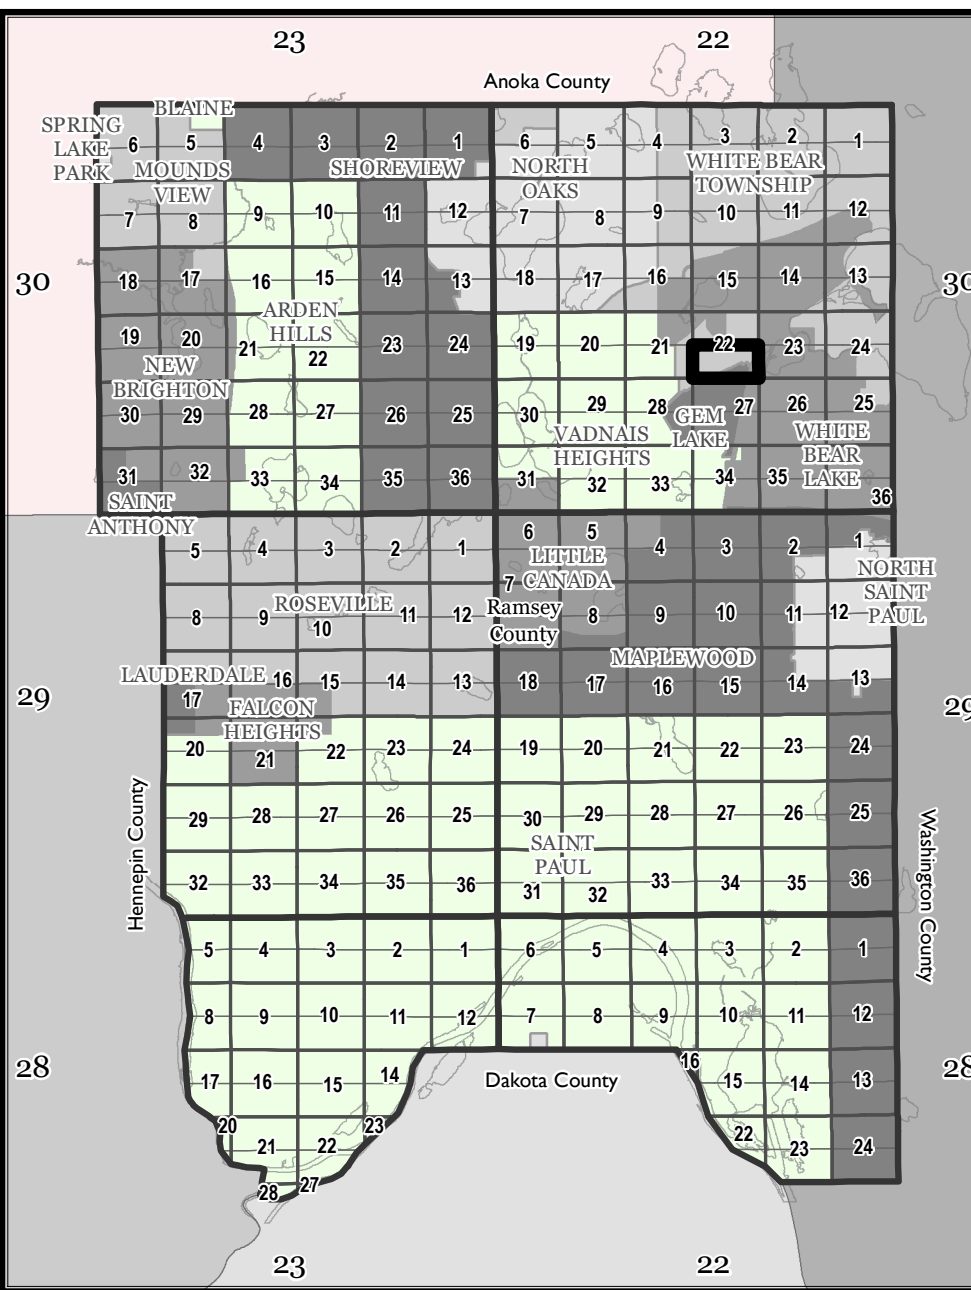 23 22
Anoka County
BLAINE
SPRING
LAKE
PARK
6 5 4 3 2 1 6 5 4 3 2 1
MOUNDS
VIEW
SHOREVIEW
NORTH
OAKS
WHITE BEAR
TOWNSHIP
7 8 9 10 11 12 7 8 9 10 11 12
30 18 17 16 15 14 13 18 17 16 15 14 13 30
ARDEN
HILLS
19 20 21 22 23 24 19 20 21 22 23 24
NEW
BRIGHTON
30 29 28 27 26 25 30 29 28 27 26 25
GEM
LAKE
VADNAIS
HEIGHTS
WHITE
BEAR
LAKE
31 32 33 34 35 36 31 32 33 34 35 36
SAINT
ANTHONY
5 4 3 2 1 6 5 4 3 2 1
LITTLE
CANADA
NORTH
SAINT
PAUL
8 9 10 11 12 7 8 9 10 11 12
ROSEVILLE
Ramsey
County
MAPLEWOOD
LAUDERDALE
29 17 16 15 14 13 18 17 16 15 14 13 29
FALCON
HEIGHTS
20 21 22 23 24 19 20 21 22 23 24
29 28 27 26 25 30 29 28 27 26 25
SAINT
PAUL
32 33 34 35 36 31 32 33 34 35 36
Hennepin County
Washington County
5 4 3 2 1 6 5 4 3 2 1
8 9 10 11 12 7 8 9 10 11 12
28 17 16 15 14 16 15 14 13 28
Dakota County
20 21 22 23 22 23 24
28 27
23 22